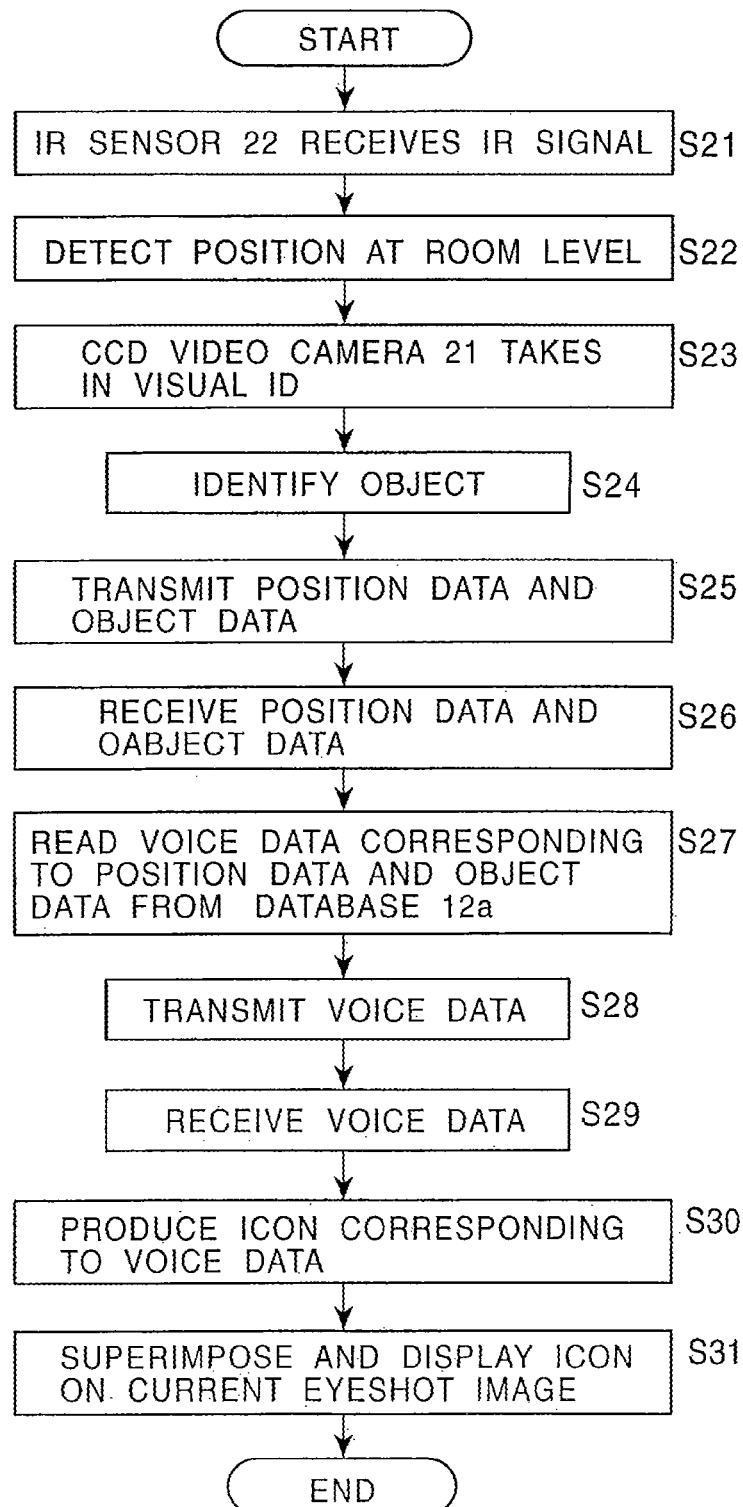 START
IR SENSOR 22 RECEIVES IR SIGNAL S21
DETECT POSITION AT ROOM LEVEL S22
CCD VIDEO CAMERA 21 TAKES S23
IN VISUAL ID
IDENTIFY OBJECT S24
TRANSMIT POSITION DATA AND S25
OBJECT DATA
RECEIVE POSITION DATA AND S26
OABJECT DATA
READ VOICE DATA CORRESPONDING S27
TO POSITION DATA AND OBJECT
DATA FROM DATABASE 12a
TRANSMIT VOICE DATA S28
RECEIVE VOICE DATA S29
PRODUCE ICON CORRESPONDING S30
TO VOICE DATA
SUPERIMPOSE AND DISPLAY ICON S31
ON CURRENT EYESHOT IMAGE
END